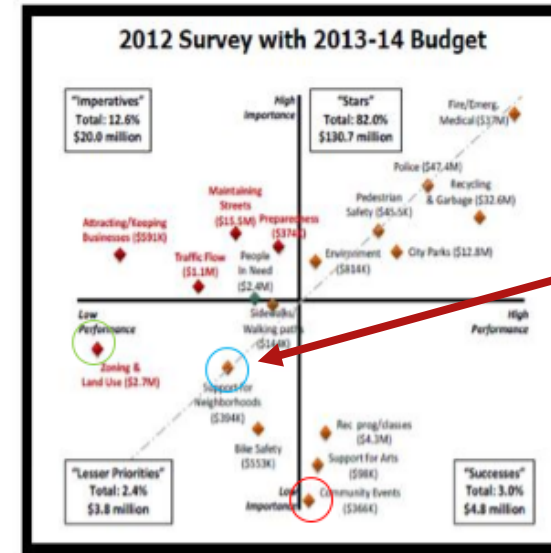 2012 Survey with 2013-14 Budget
"Imperatives"
Total: 12.6%
$20.0 million
High
Importance
"Stars"
Total: 82.0%
$130.7 million
Fire/Emerg.
Medical ($37M)
Police ($47.4M)
Recycling
& Garbage ($32.6M)
Pedestrian
Safety ($45.5K)
Maintaining
Streets
($15.5M)
Preparedness
Attracting/Keeping
Businesses ($591K)
Traffic Flow
($1.1M)
People
In Need
($2.4M)
Environment
($814K)
City Parks ($12.8M)
Low
Performance
Sidewalks/
Walking paths
High
Performance
Zoning &
Land Use ($2.7M)
Support for
Neighborhoods
($394K)
Bike Safety
($553K)
Rec prog/classes
($4.3M)
Support for Arts
($98K)
Community Events
($366K)
"Lesser Priorities"
Total: 2.4%
$3.8 million
Low
Importance
"Successes"
Total: 3.0%
$4.8 million